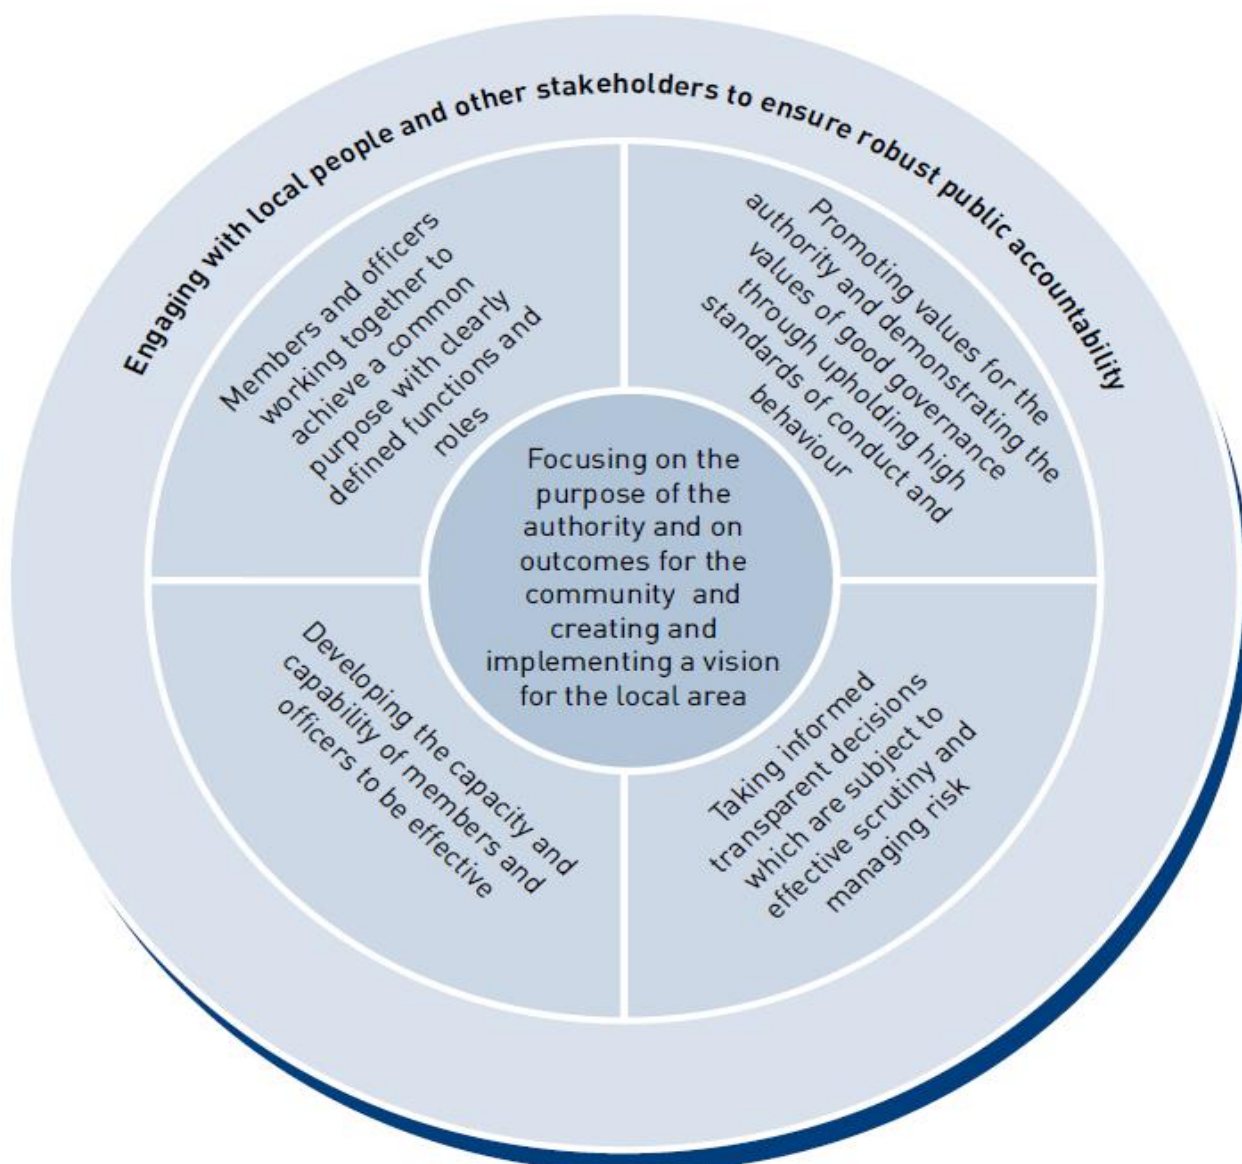 Engaging with local people and other stakeholders to ensure robust public accountability
Members and officers
working together to
achieve a common
purpose with clearly
defined functions and
roles
Promoting values for the
authority and demonstrating the
values of good governance
through upholding high
standards of conduct and
behaviour
Focusing on the
purpose of the
authority and on
outcomes for the
community and
creating and
implementing a vision
for the local area
Developing the capacity and
capability of members and
officers to be effective
Taking informed
transparent decisions
which are subject to
effective scrutiny and
managing risk